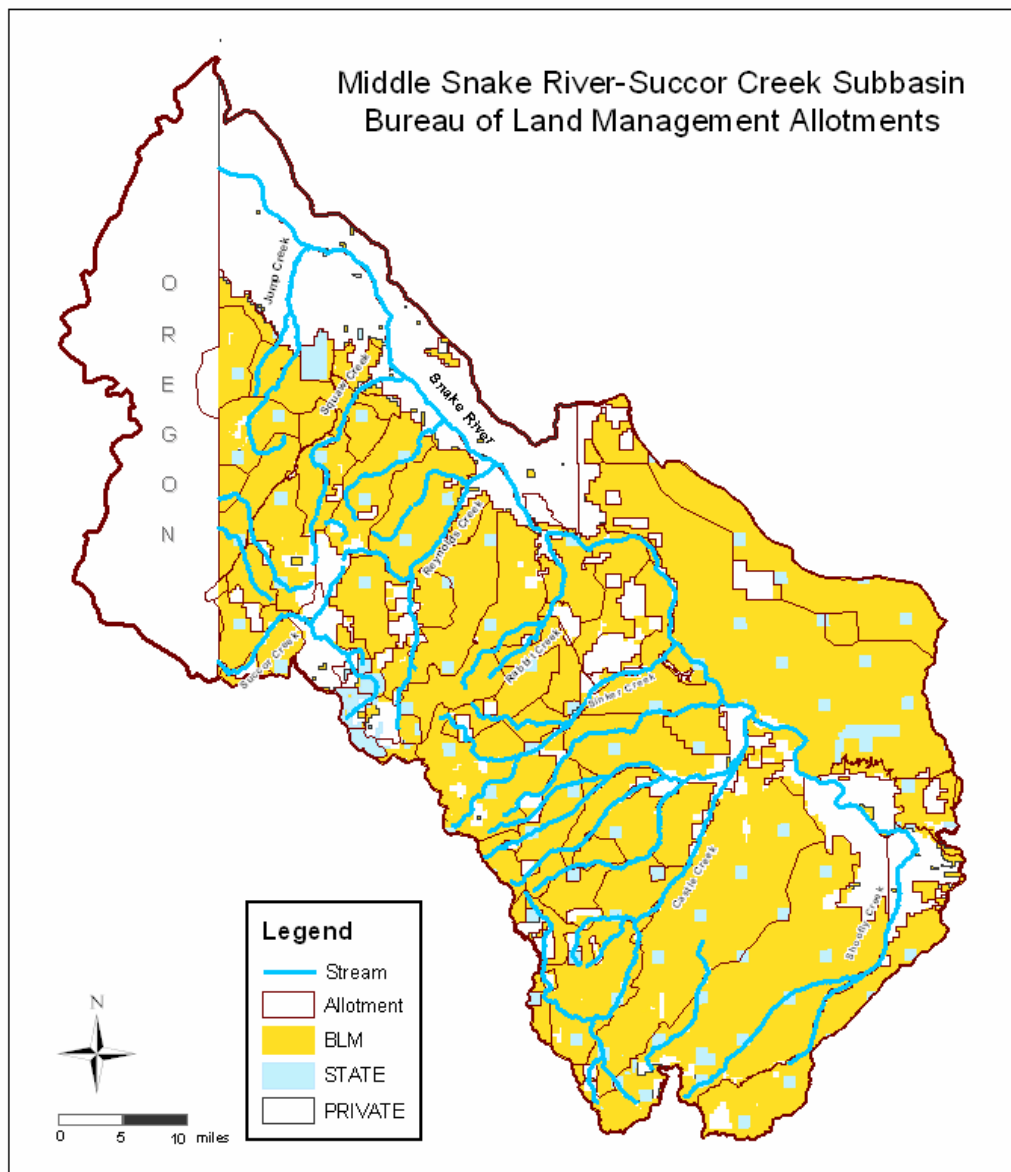 Middle Snake River-Succor Creek Subbasin
Bureau of Land Management Allotments
OREGON
Jump Creek
Squaw Creek
Snake River
Reynolds Creek
Succor Creek
Rabbit Creek
Sinker Creek
Castle Creek
Shoofly Creek
Legend
Stream
Allotment
BLM
STATE
PRIVATE
N
0 5 10 miles